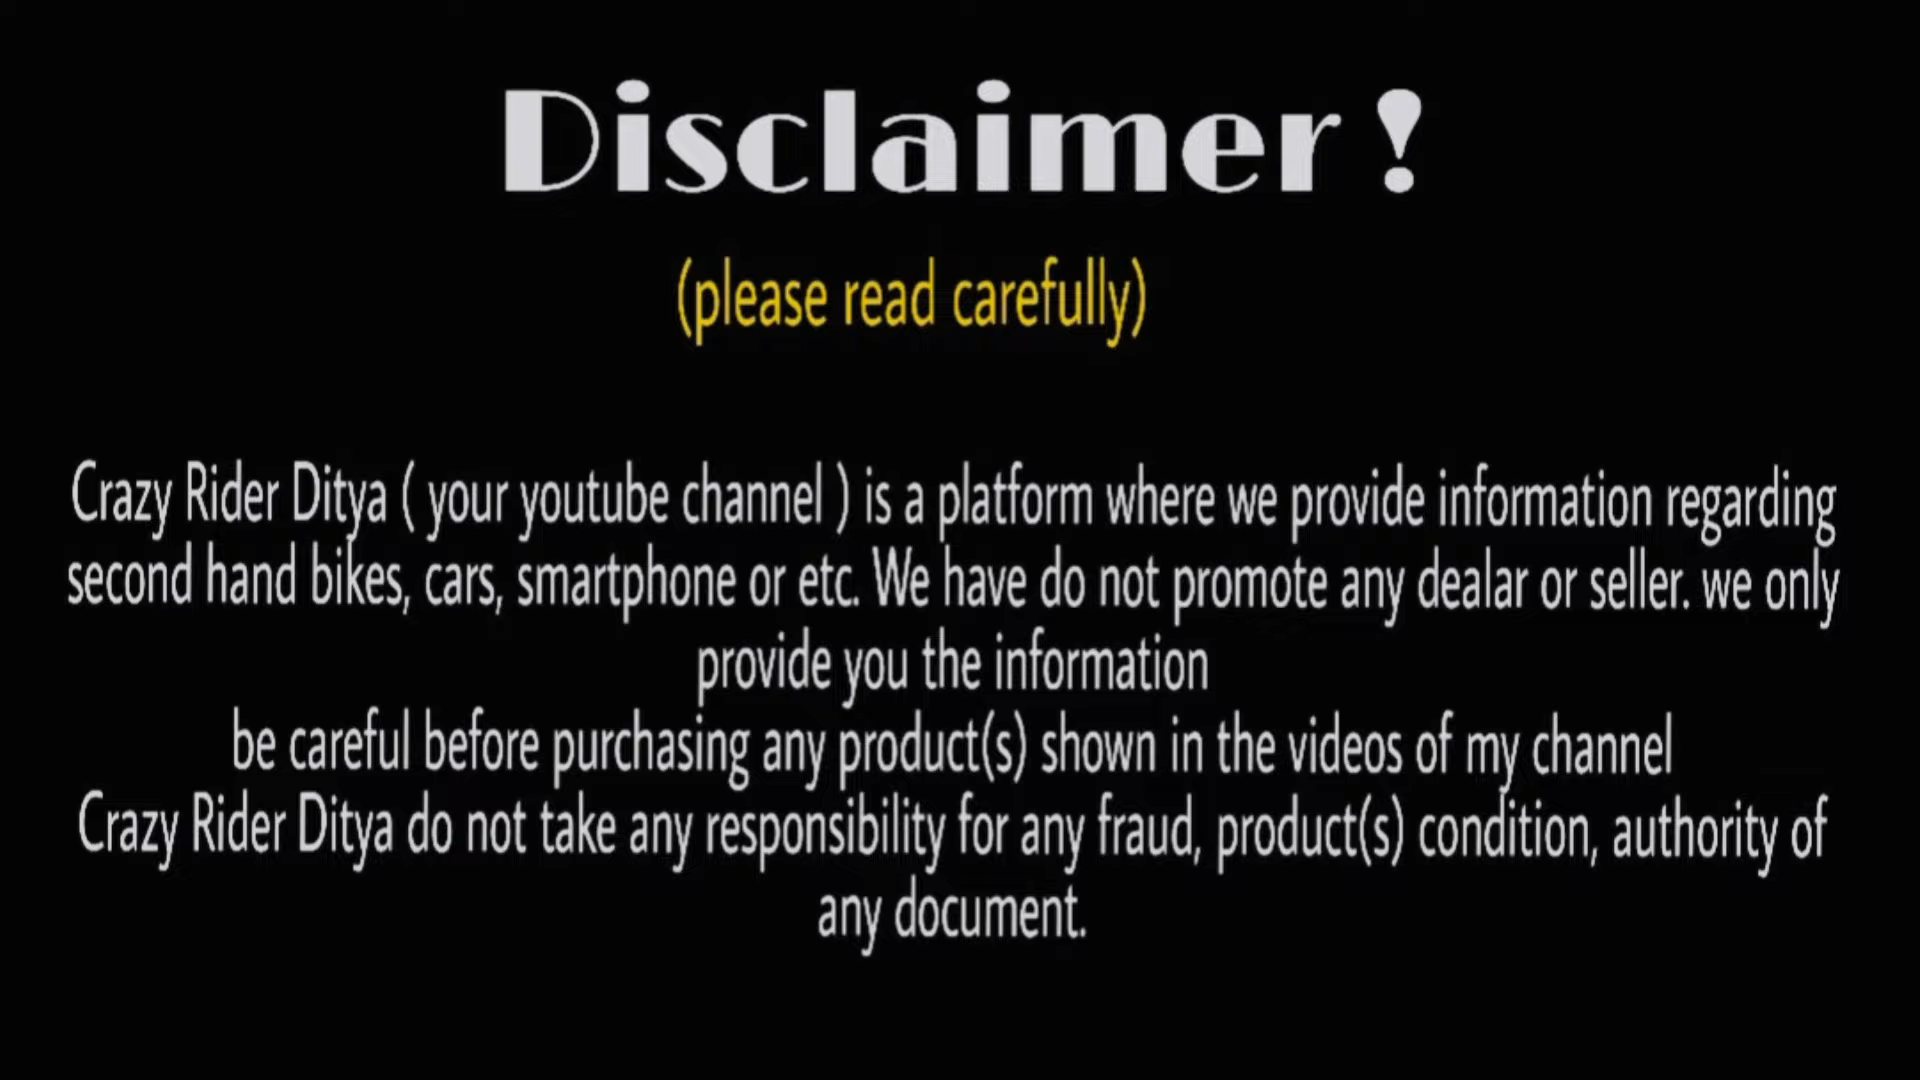 Disclaimer !
(please read carefully)
Crazy Rider Ditya ( your youtube channel ) is a platform where we provide information regarding
second hand bikes, cars, smartphone or etc. We have do not promote any dealar or seller. we only
provide you the information
be careful before purchasing any product(s) shown in the videos of my channel
Crazy Rider Ditya do not take any responsibility for any fraud, product(s) condition, authority of
any document.